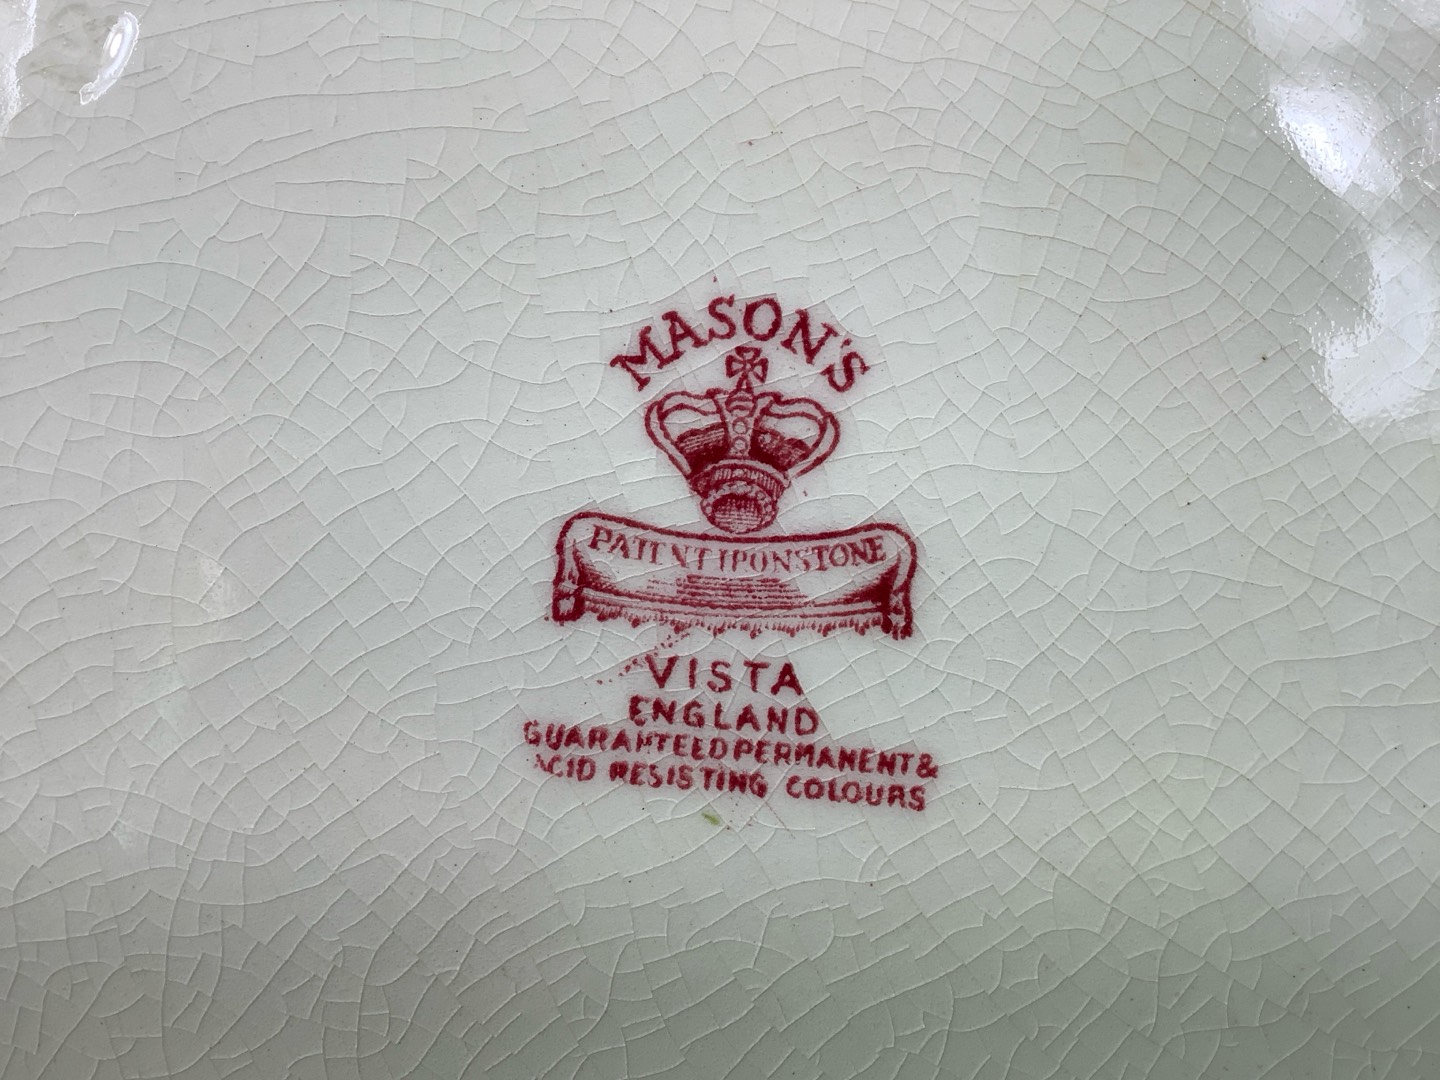 MASON'S
PATENT IRONSTONE
VISTA
ENGLAND
GUARANTEED PERMANENT &
ACID RESISTING COLOURS